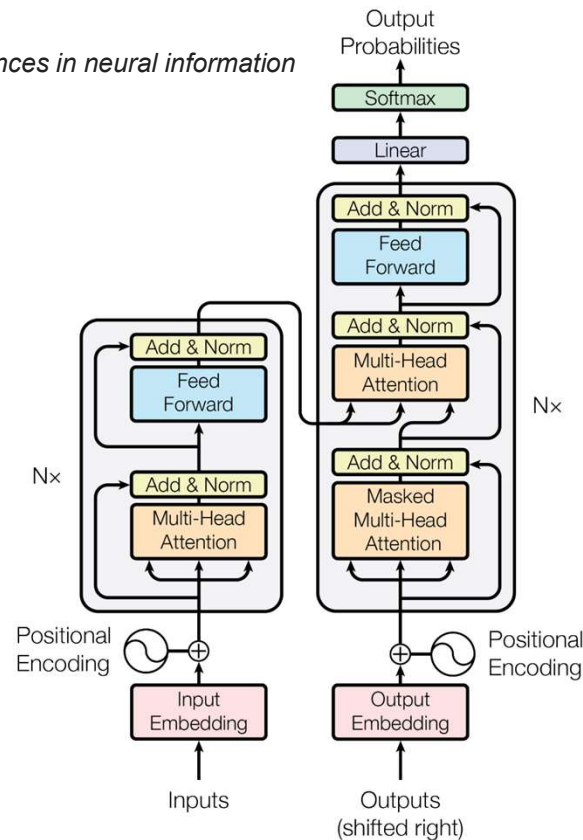 nces in neural information
Output
Probabilities
Softmax
Linear
Add & Norm
Feed
Forward
Add & Norm
Multi-Head
Attention
N×
Add & Norm
Masked
Multi-Head
Attention
Add & Norm
Feed
Forward
N×
Add & Norm
Multi-Head
Attention
Positional
Encoding
Positional
Encoding
Input
Embedding
Output
Embedding
Inputs
Outputs
(shifted right)